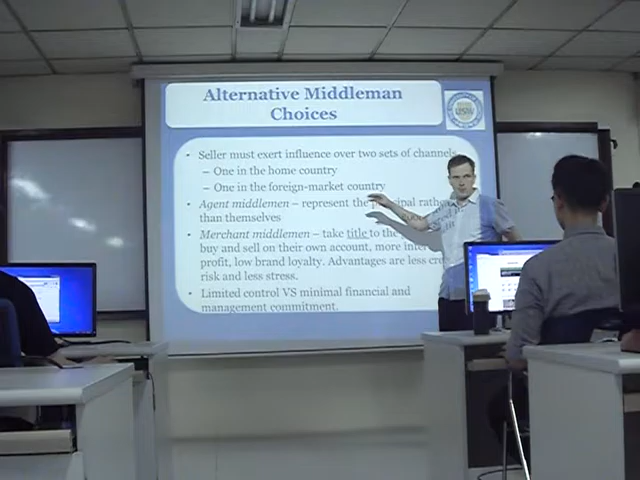 Alternative Middleman
Choices
• Seller must exert influence over two sets of channels
– One in the home country
– One in the foreign-market country
• Agent middlemen – represent the principal rather
than themselves
• Merchant middlemen – take title to the
buy and sell on their own account, more
profit, low brand loyalty. Advantages are less
risk and less stress.
• Limited control VS minimal financial and
management commitment.